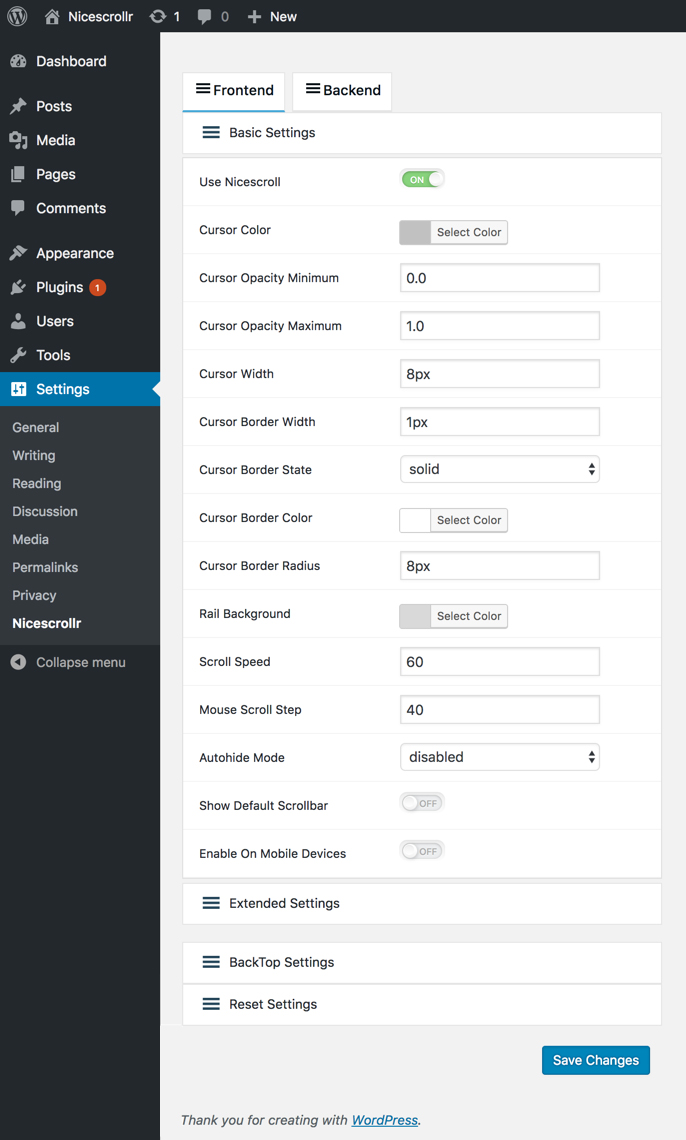 Nicescrollr 1 0 New
Dashboard
Posts
Media
Pages
Comments
Appearance
Plugins 1
Users
Tools
Settings
General
Writing
Reading
Discussion
Media
Permalinks
Privacy
Nicescrollr
Collapse menu
Frontend Backend
Basic Settings
Use Nicescroll ON
Cursor Color Select Color
Cursor Opacity Minimum 0.0
Cursor Opacity Maximum 1.0
Cursor Width 8px
Cursor Border Width 1px
Cursor Border State solid
Cursor Border Color Select Color
Cursor Border Radius 8px
Rail Background Select Color
Scroll Speed 60
Mouse Scroll Step 40
Autohide Mode disabled
Show Default Scrollbar OFF
Enable On Mobile Devices OFF
Extended Settings
BackTop Settings
Reset Settings
Save Changes
Thank you for creating with WordPress.